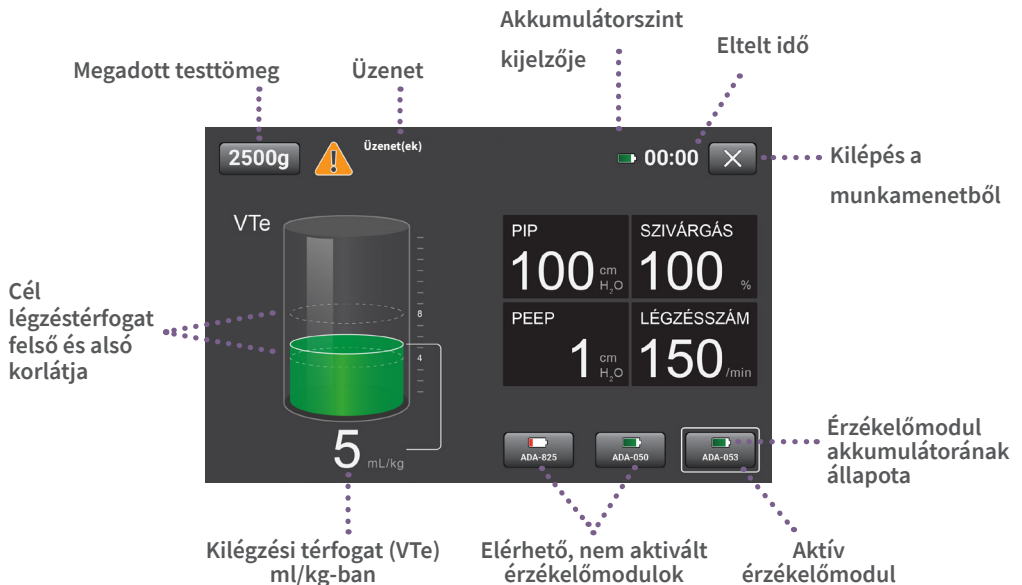 Akkumulátorszint
kijelzője
Eltelt idő
Megadott testtömeg
Üzenet
2500g
Üzenet(ek)
00:00
Kilépés a
munkamenetből
VTe
PIP
100 cm H₂O
SZIVÁRGÁS
100 %
PEEP
1 cm H₂O
LÉGZÉSSZÁM
150 /min
8
4
Cél
légzéstérfogat
felső és alsó
korlátja
5 mL/kg
ADA-825
ADA-050
ADA-053
Érzékelőmodul
akkumulátorának
állapota
Kilégzési térfogat (VTe)
ml/kg-ban
Elérhető, nem aktivált
érzékelőmodulok
Aktív
érzékelőmodul